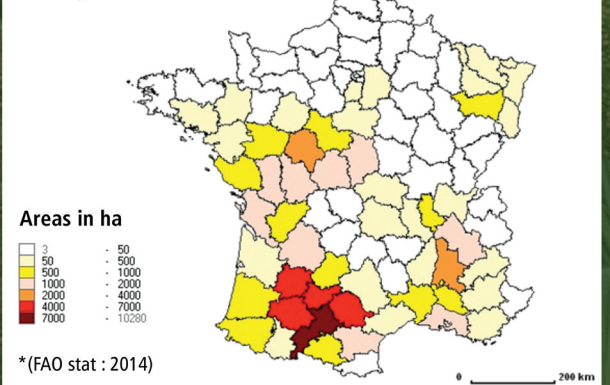 Areas in ha
3 - 50
50 - 500
500 - 1000
1000 - 2000
2000 - 4000
4000 - 7000
7000 - 10280
*(FAO stat : 2014)
0 200 km